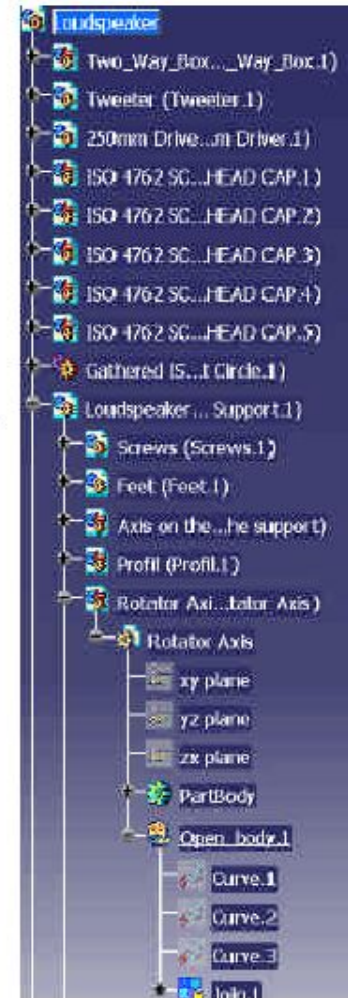 Loudspeaker
Two_Way_Box..._Way_Box.1)
Tweeter (Tweeter.1)
250mm Drive...m Driver.1)
ISO 4762 SC...HEAD CAP.1)
ISO 4762 SC...HEAD CAP.2)
ISO 4762 SC...HEAD CAP.3)
ISO 4762 SC...HEAD CAP.4)
ISO 4762 SC...HEAD CAP.5)
Gathered (S...t Circle.1)
Loudspeaker ... Support.1)
Screws (Screws.1)
Feet (Feet.1)
Axis on the...he support)
Profil (Profil.1)
Rotator Axi...tator Axis)
Rotator Axis
xy plane
yz plane
zx plane
PartBody
Open_body.1
Curve.1
Curve.2
Curve.3
Join.1